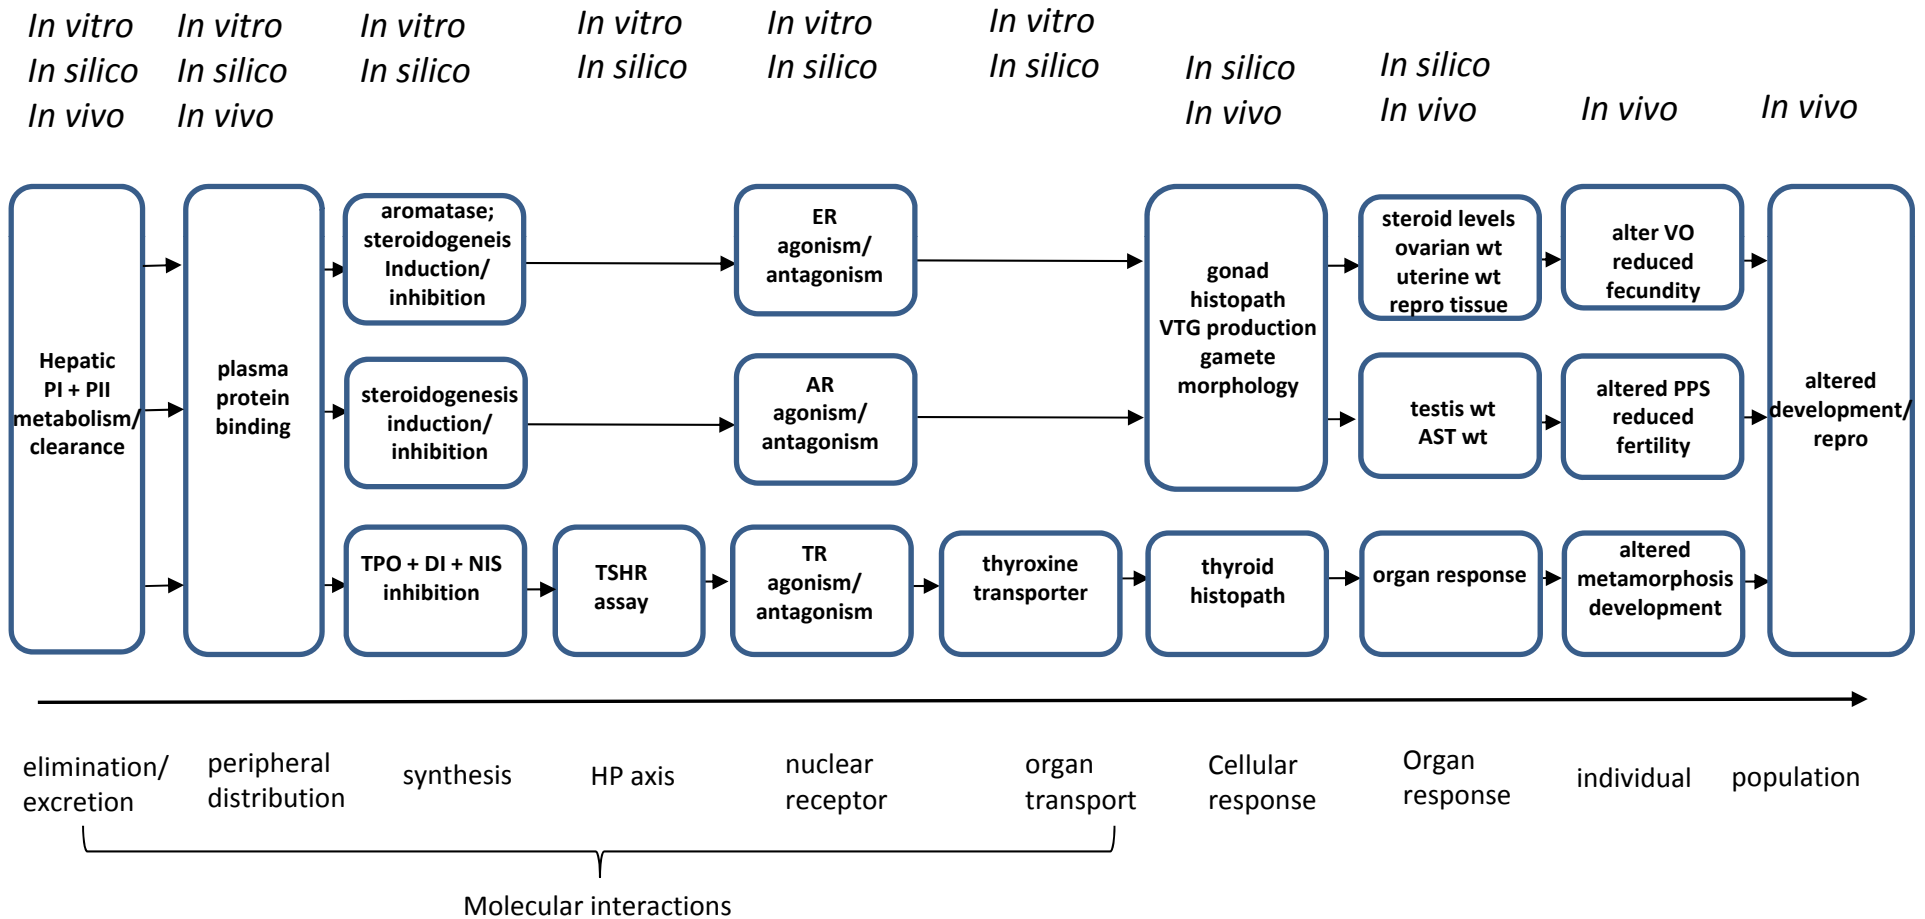 In vitro
In silico
In vivo
In vitro
In silico
In vivo
In vitro
In silico
In vitro
In silico
In vitro
In silico
In vitro
In silico
In silico
In vivo
In silico
In vivo
In vivo
In vivo
Hepatic
PI + PII
metabolism/
clearance
plasma
protein
binding
aromatase;
steroidogeneis
Induction/
inhibition
ER
agonism/
antagonism
gonad
histopath
VTG production
gamete
morphology
steroid levels
ovarian wt
uterine wt
repro tissue
alter VO
reduced
fecundity
altered
development/
repro
steroidogenesis
induction/
inhibition
AR
agonism/
antagonism
testis wt
AST wt
altered PPS
reduced
fertility
TPO + DI + NIS
inhibition
TSHR
assay
TR
agonism/
antagonism
thyroxine
transporter
thyroid
histopath
organ response
altered
metamorphosis
development
elimination/
excretion
peripheral
distribution
synthesis
HP axis
nuclear
receptor
organ
transport
Cellular
response
Organ
response
individual
population
Molecular interactions